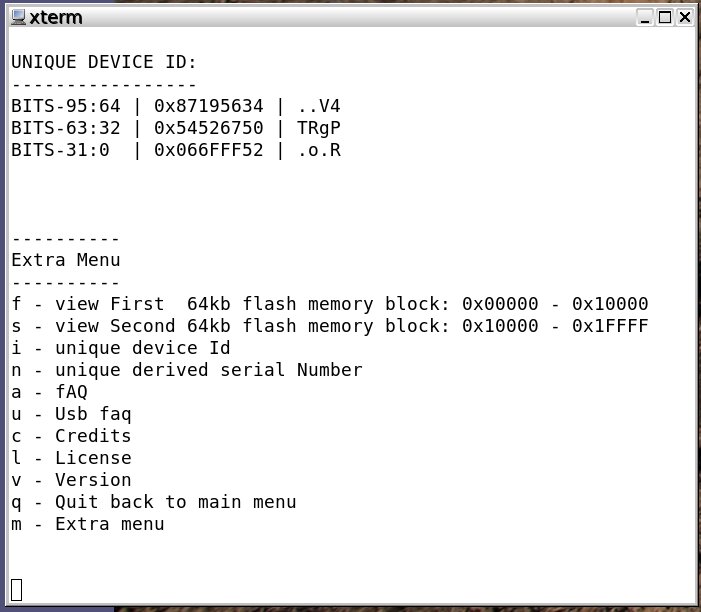 xterm
UNIQUE DEVICE ID:
-----------------
BITS-95:64 | 0x87195634 | ..V4
BITS-63:32 | 0x54526750 | TRgP
BITS-31:0  | 0x066FFF52 | .o.R
----------
Extra Menu
----------
f - view First  64kb flash memory block: 0x00000 - 0x10000
s - view Second 64kb flash memory block: 0x10000 - 0x1FFFF
i - unique device Id
n - unique derived serial Number
a - fAQ
u - Usb faq
c - Credits
l - License
v - Version
q - Quit back to main menu
m - Extra menu